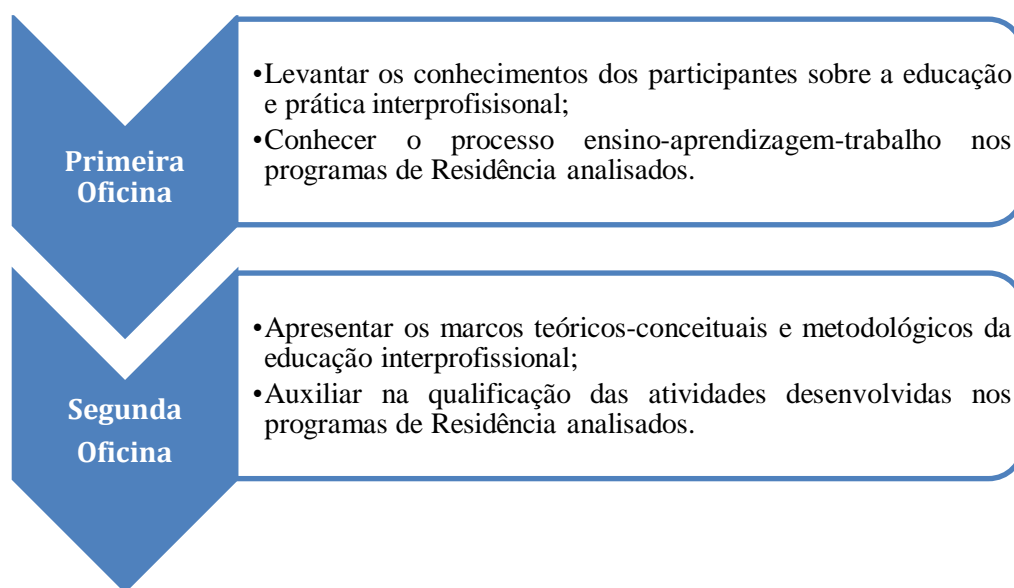 Primeira
Oficina
•Levantar os conhecimentos dos participantes sobre a educação
e prática interprofisisonal;
•Conhecer o processo ensino-aprendizagem-trabalho nos
programas de Residência analisados.
Segunda
Oficina
•Apresentar os marcos teóricos-conceituais e metodológicos da
educação interprofissional;
•Auxiliar na qualificação das atividades desenvolvidas nos
programas de Residência analisados.